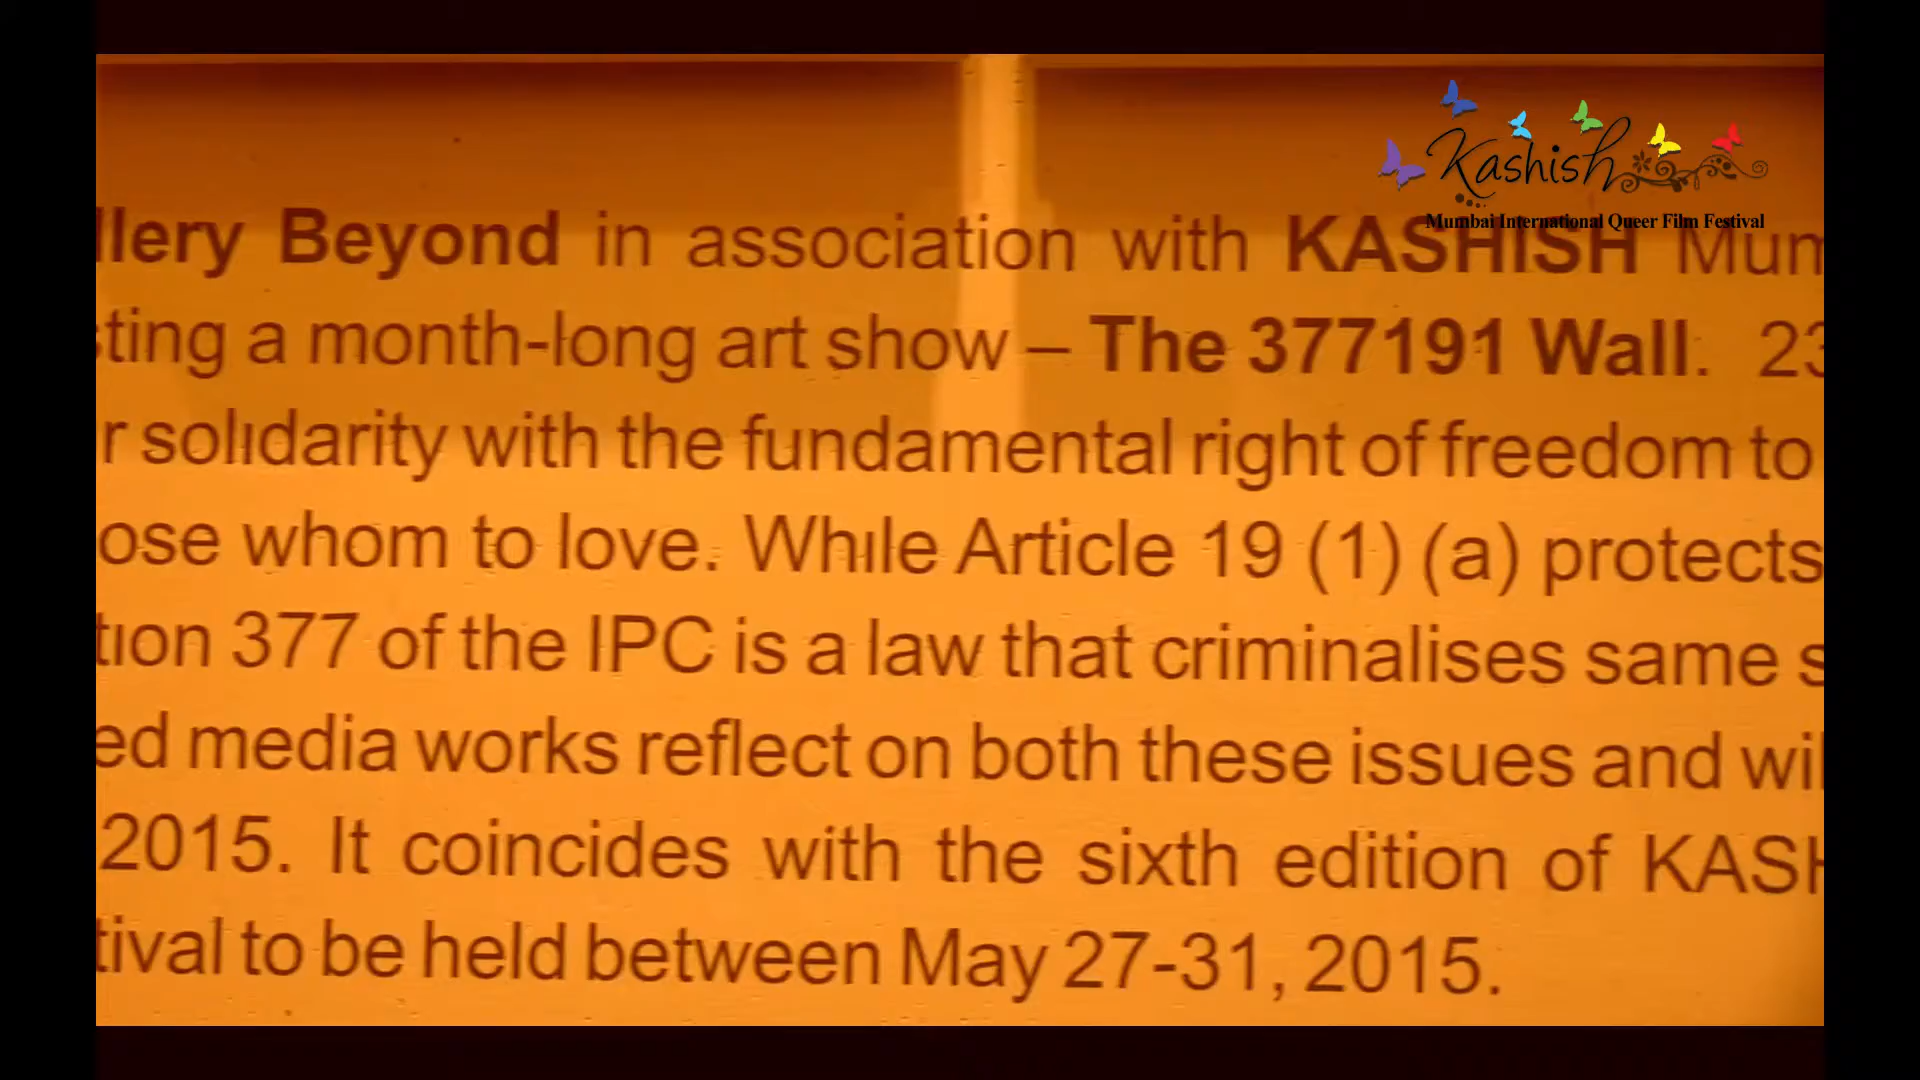 Kashish
Mumbai International Queer Film Festival
llery Beyond in association with KASHISH Mum
ting a month-long art show – The 377191 Wall. 23
r solidarity with the fundamental right of freedom to
ose whom to love. While Article 19 (1) (a) protects
tion 377 of the IPC is a law that criminalises same s
ed media works reflect on both these issues and wil
2015. It coincides with the sixth edition of KASH
tival to be held between May 27-31, 2015.